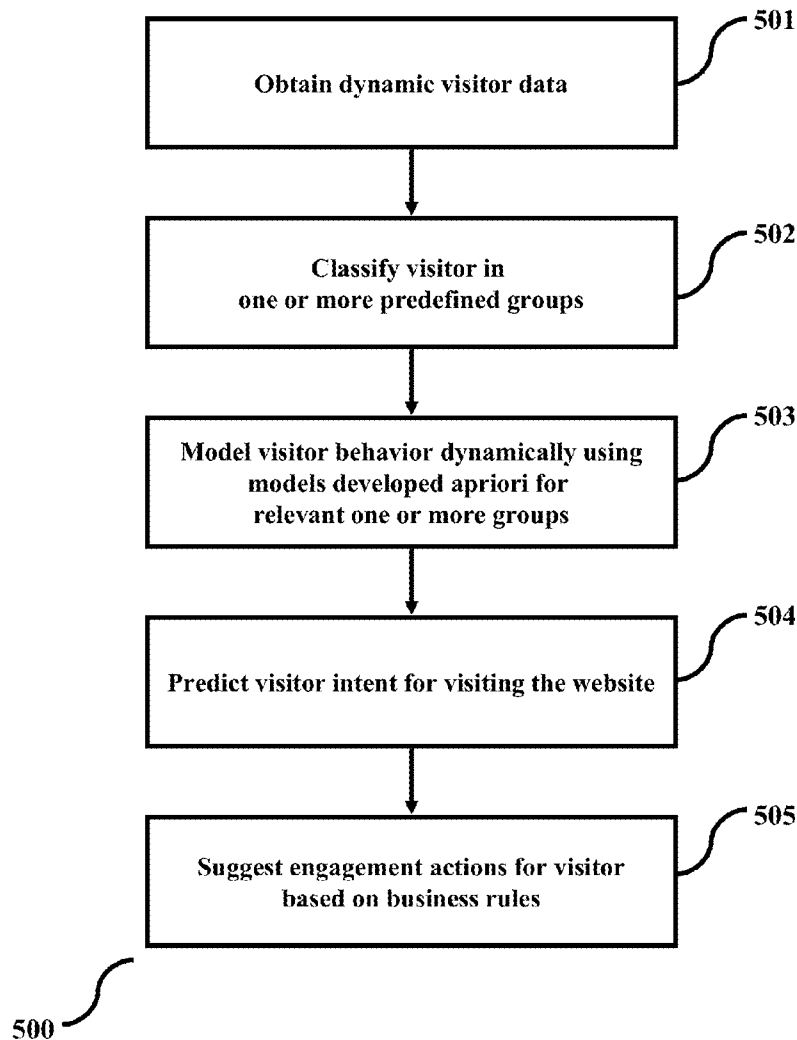 501
Obtain dynamic visitor data
502
Classify visitor in
one or more predefined groups
503
Model visitor behavior dynamically using
models developed apriori for
relevant one or more groups
504
Predict visitor intent for visiting the website
505
Suggest engagement actions for visitor
based on business rules
500